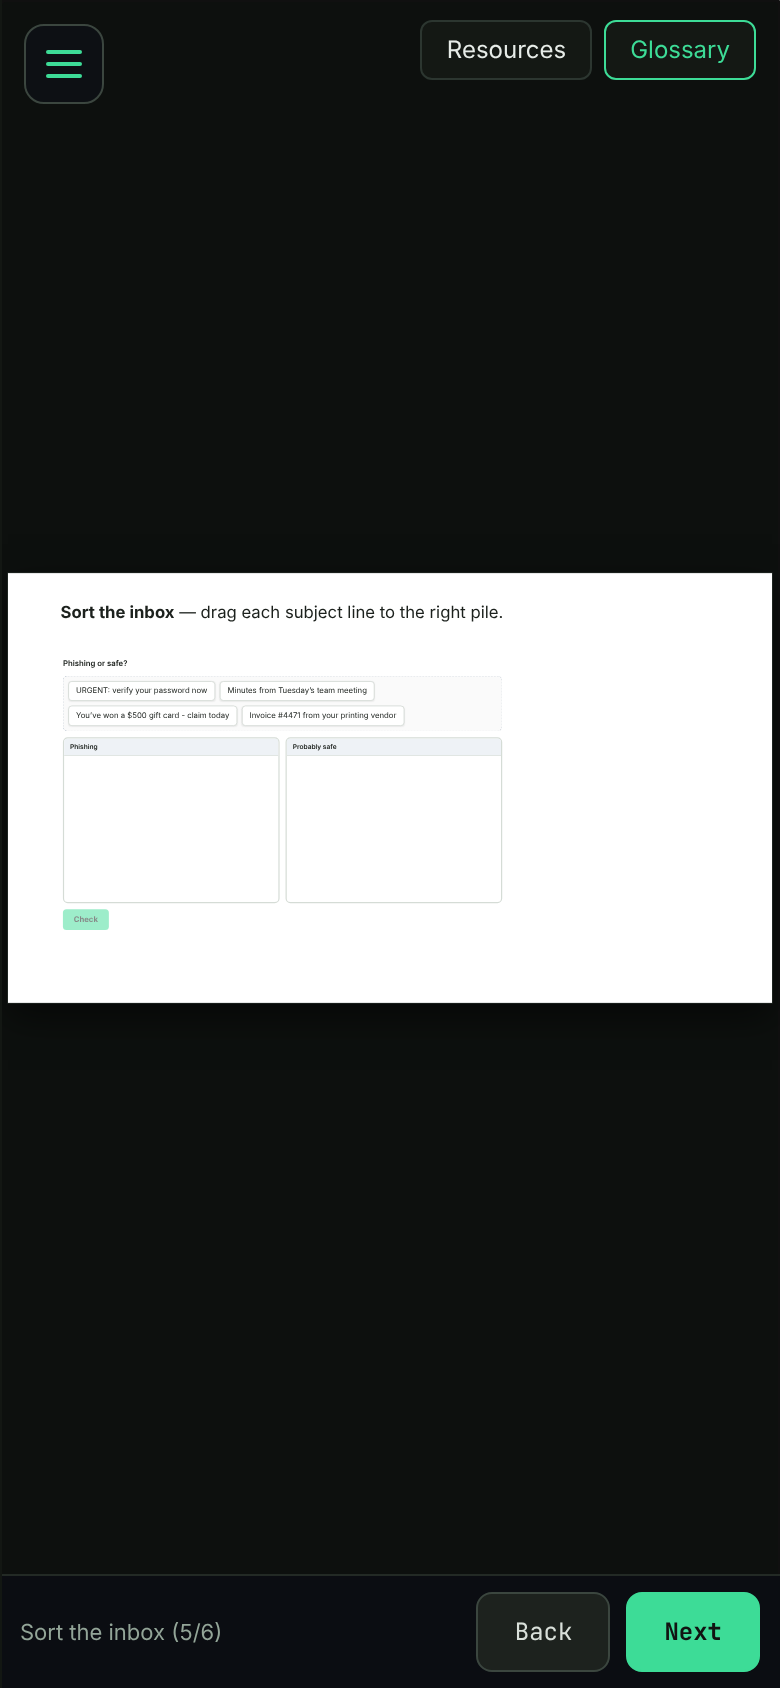 Resources Glossary
Sort the inbox — drag each subject line to the right pile.
Phishing or safe?
URGENT: verify your password now Minutes from Tuesday's team meeting
You've won a $500 gift card - claim today Invoice #4471 from your printing vendor
Phishing Probably safe
Check
Sort the inbox (5/6) Back Next